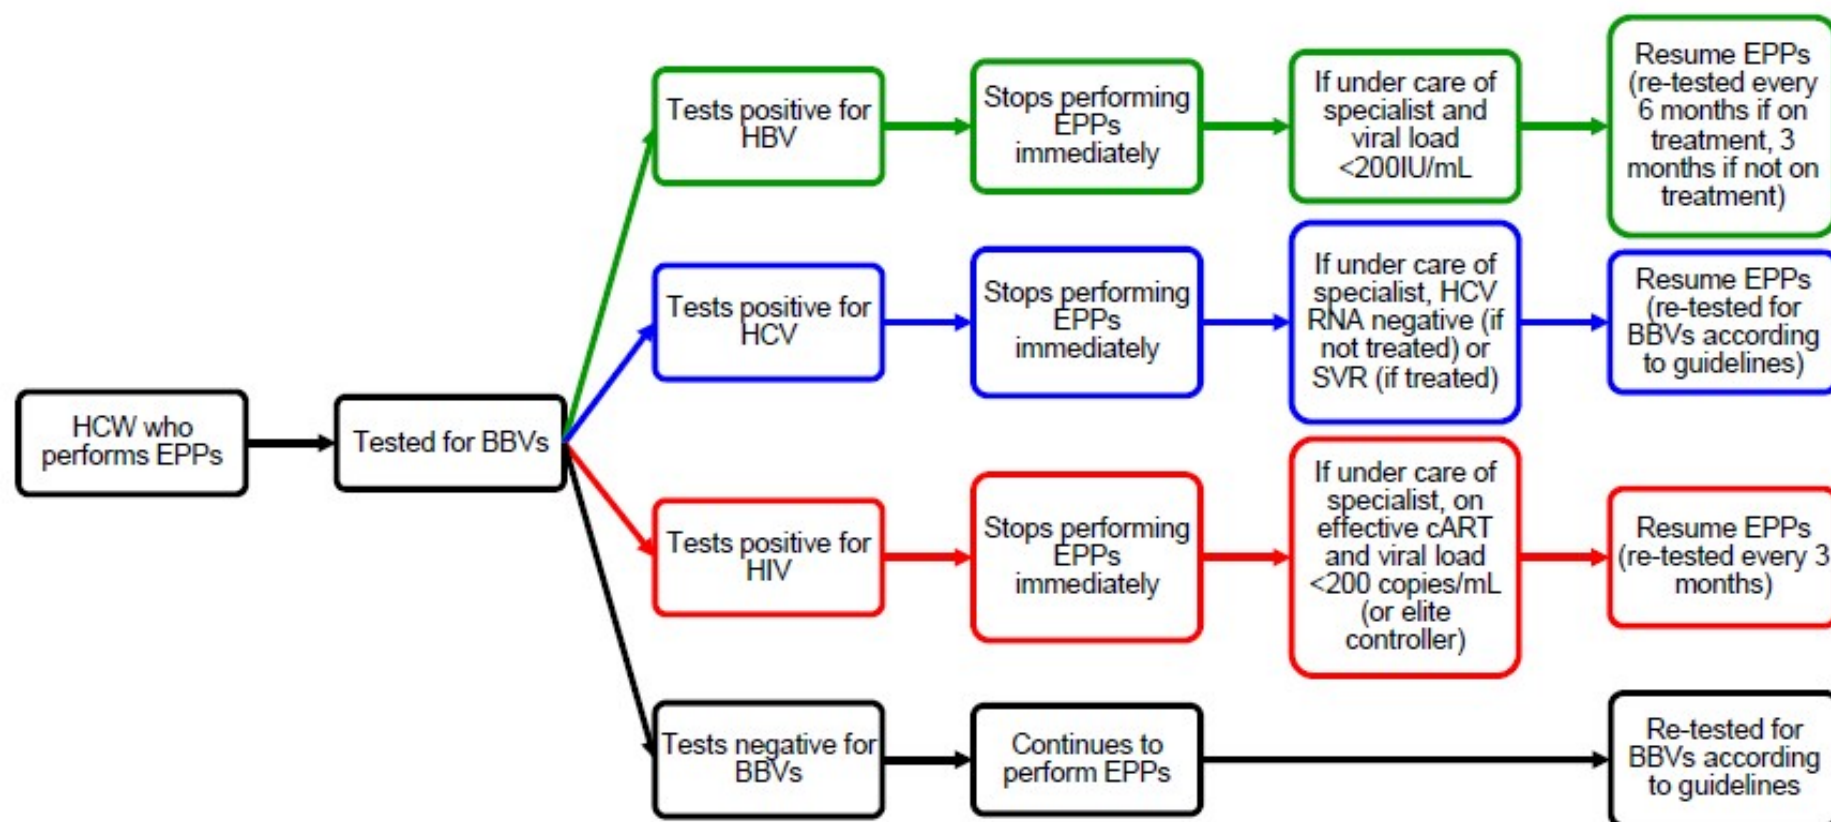 HCW who
performs EPPs
Tested for BBVs
Tests positive for
HBV
Stops performing
EPPs
immediately
If under care of
specialist and
viral load
<200IU/mL
Resume EPPs
(re-tested every
6 months if on
treatment, 3
months if not on
treatment)
Tests positive for
HCV
Stops performing
EPPs
immediately
If under care of
specialist, HCV
RNA negative (if
not treated) or
SVR (if treated)
Resume EPPs
(re-tested for
BBVs according
to guidelines)
Tests positive for
HIV
Stops performing
EPPs
immediately
If under care of
specialist, on
effective cART
and viral load
<200 copies/mL
(or elite
controller)
Resume EPPs
(re-tested every 3
months)
Tests negative for
BBVs
Continues to
perform EPPs
Re-tested for
BBVs according
to guidelines